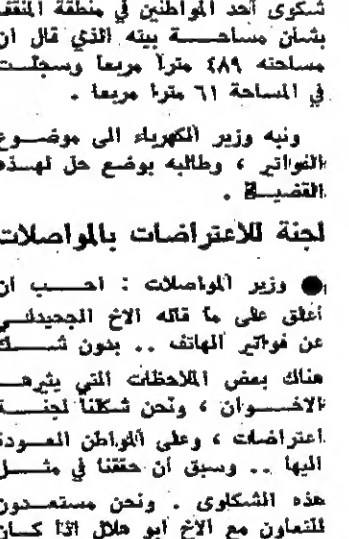 شكوى أحد المواطنين في منطقة المنقف
بشأن مساحة بيته الذي قال ان
مساحته ٤٨٩ مترا مربعا وسجلت
في المساحة ٦١ مترا مربعا .
ونبه وزير الكهرباء الى موضوع
الفواتير ، وطالبه بوضع حل لهذه
القضية .
لجنة للاعتراضات بالمواصلات
● وزير المواصلات : احب ان
أعلق على ما قاله الاخ الجحيدلي
عن فواتير الهاتف .. بدون شك
هناك بعض الملاحظات التي يثيرها
الاخوان ، ونحن شكلنا لجنة
اعتراضات ، وعلى المواطن العودة
اليها .. وسبق أن حققنا في مثل
هذه الشكاوى . ونحن مستعدون
للتعاون مع الاخ ابو هلال اذا كان